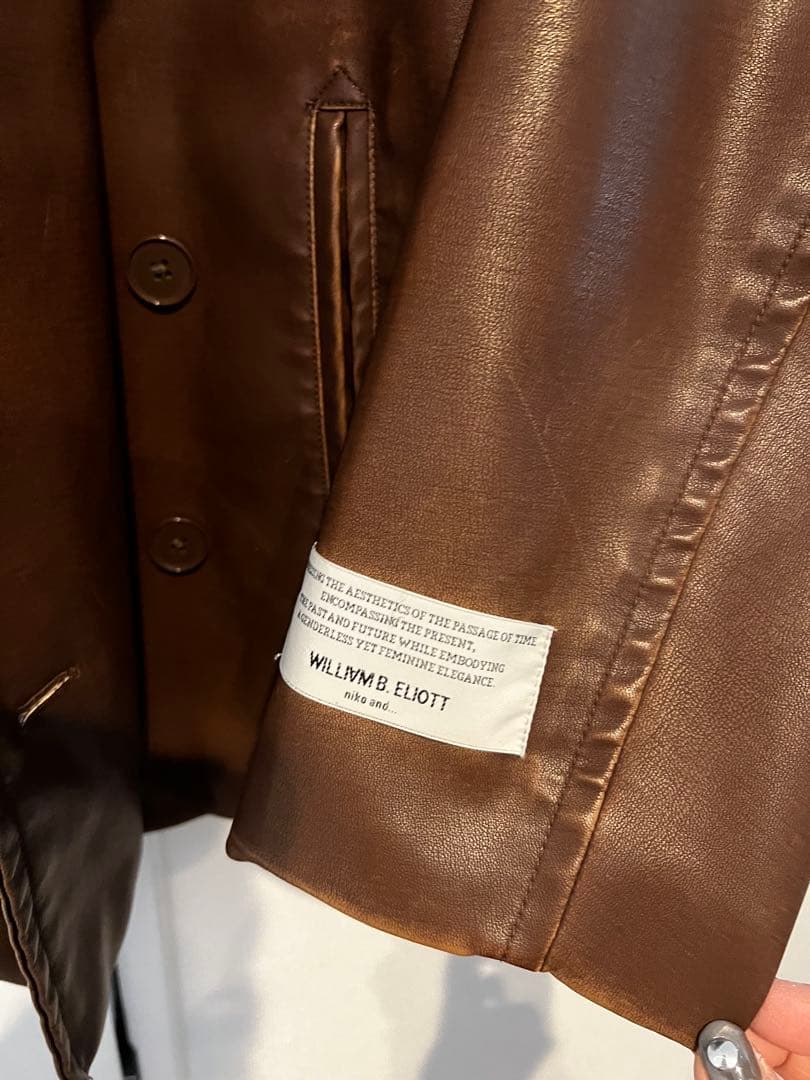 THE AESTHETICS OF THE PASSAGE OF TIME
ENCOMPASSING THE PRESENT,
THE PAST AND FUTURE WHILE EMBODYING
A GENDERLESS YET FEMININE ELEGANCE.
WILLIAM B. ELIOTT
niko and...